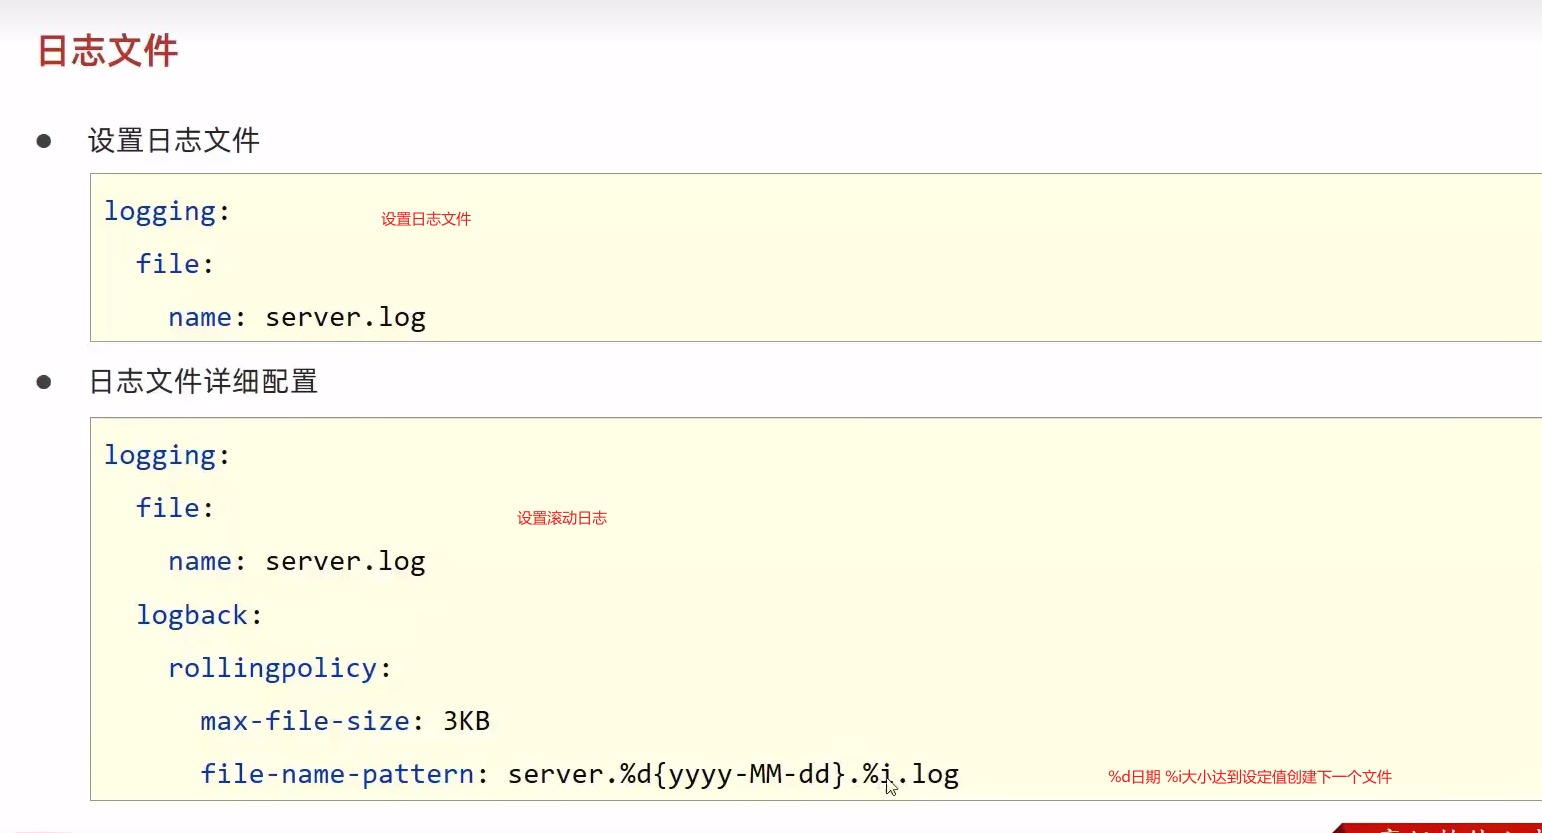 日志文件
设置日志文件
logging:
设置日志文件
file:
name: server.log
日志文件详细配置
logging:
file:
设置滚动日志
name: server.log
logback:
rollingpolicy:
max-file-size: 3KB
file-name-pattern: server.%d{yyyy-MM-dd}.%i.log
%d日期 %i大小达到设定值创建下一个文件